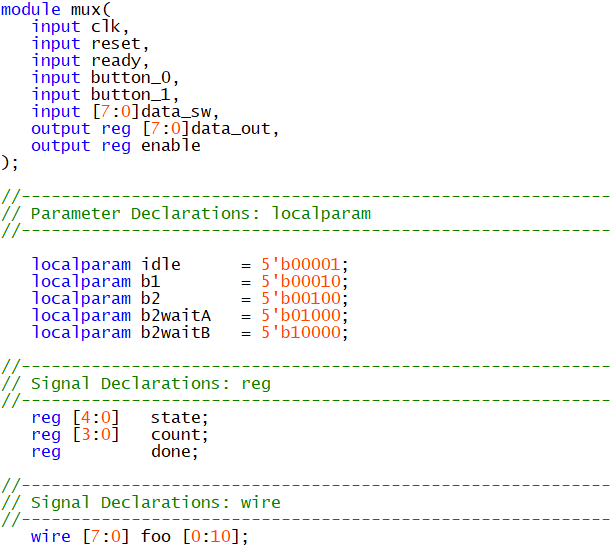 module mux(
   input clk,
   input reset,
   input ready,
   input button_0,
   input button_1,
   input [7:0]data_sw,
   output reg [7:0]data_out,
   output reg enable
);
//-----------------------------------------------------------
// Parameter Declarations: localparam
//-----------------------------------------------------------
   localparam idle      = 5'b00001;
   localparam b1        = 5'b00010;
   localparam b2        = 5'b00100;
   localparam b2waitA   = 5'b01000;
   localparam b2waitB   = 5'b10000;
//-----------------------------------------------------------
// Signal Declarations: reg
//-----------------------------------------------------------
   reg [4:0]   state;
   reg [3:0]   count;
   reg         done;
//-----------------------------------------------------------
// Signal Declarations: wire
//-----------------------------------------------------------
   wire [7:0] foo [0:10];